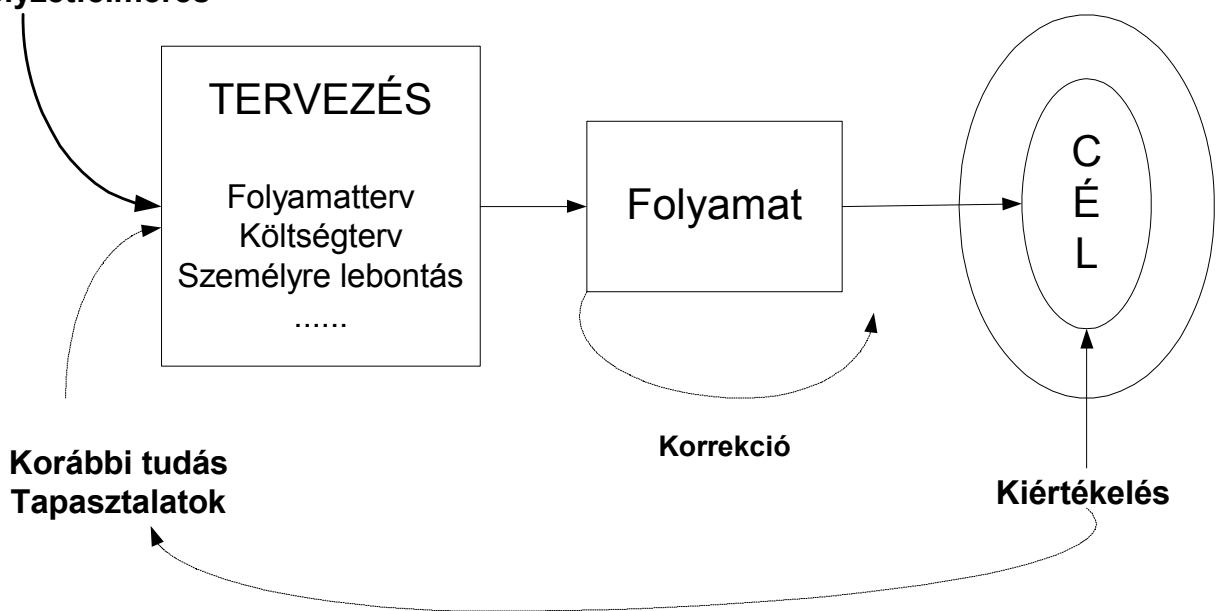 TERVEZÉS
Folyamatterv
Költségterv
Személyre lebontás
......
Folyamat
C
É
L
Korrekció
Korábbi tudás
Tapasztalatok
Kiértékelés